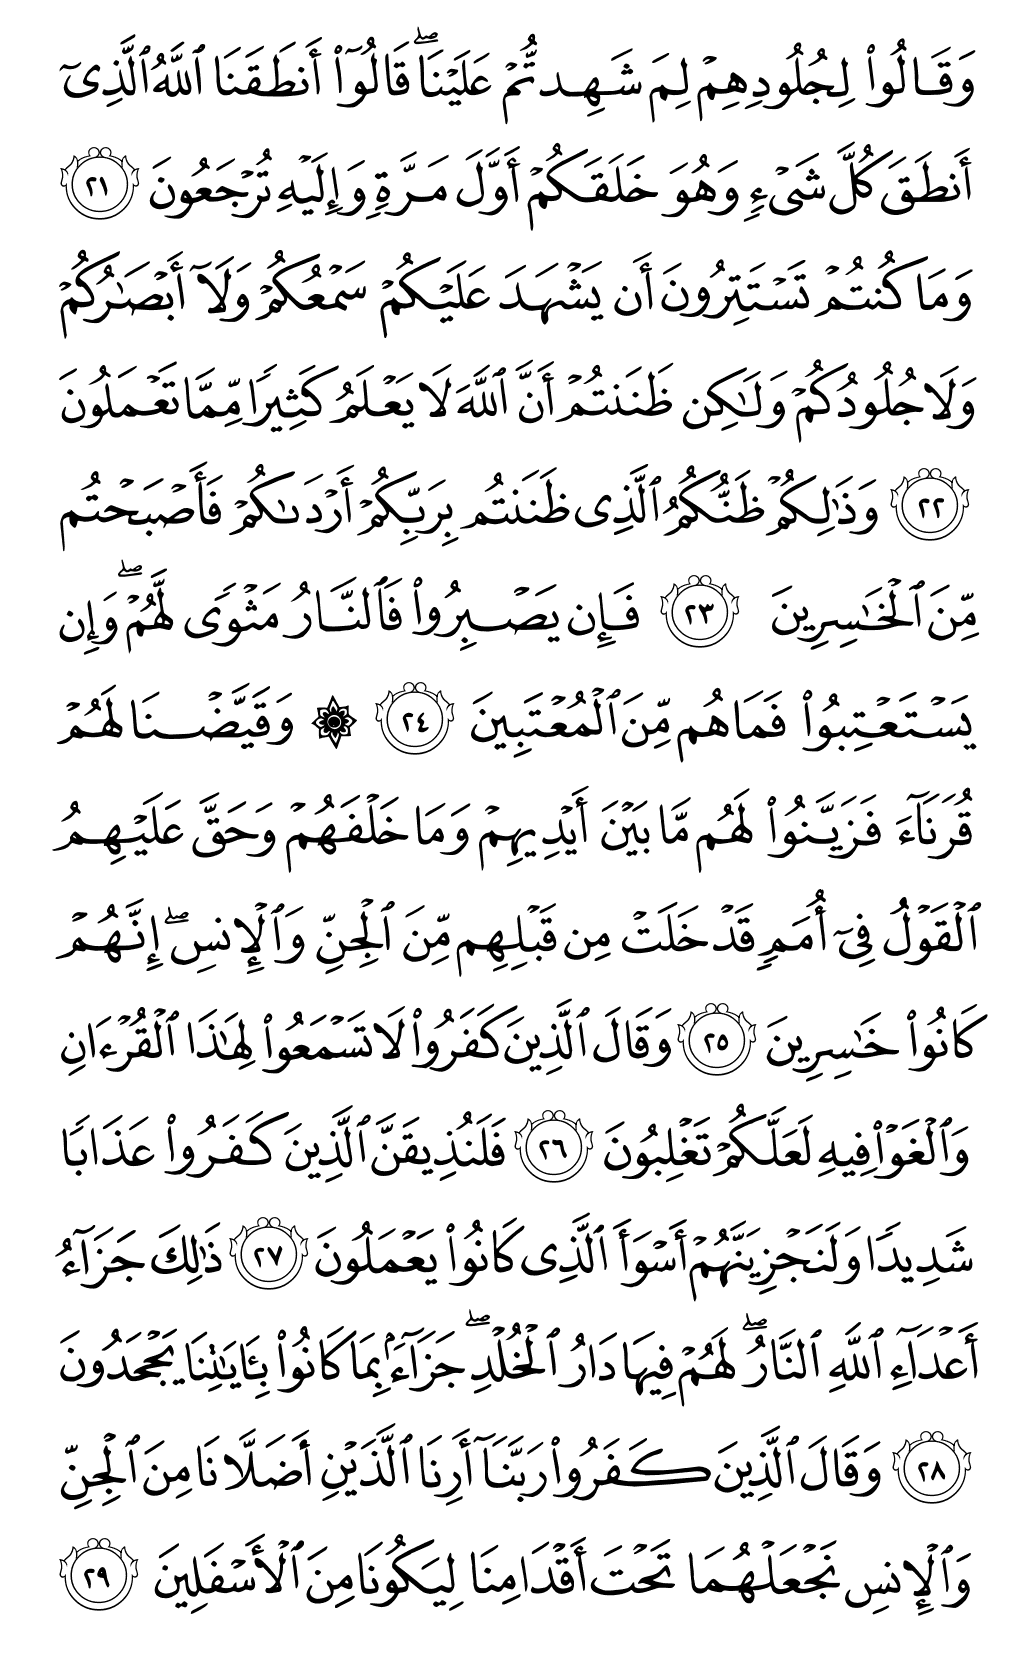 وَقَالُوا۟ لِجُلُودِهِمْ لِمَ شَهِدتُّمْ عَلَيْنَا ۖ قَالُوٓا۟ أَنطَقَنَا ٱللَّهُ ٱلَّذِىٓ
أَنطَقَ كُلَّ شَىْءٍ وَهُوَ خَلَقَكُمْ أَوَّلَ مَرَّةٍ وَإِلَيْهِ تُرْجَعُونَ ٢١
وَمَا كُنتُمْ تَسْتَتِرُونَ أَن يَشْهَدَ عَلَيْكُمْ سَمْعُكُمْ وَلَآ أَبْصَـٰرُكُمْ
وَلَا جُلُودُكُمْ وَلَـٰكِن ظَنَنتُمْ أَنَّ ٱللَّهَ لَا يَعْلَمُ كَثِيرًا مِّمَّا تَعْمَلُونَ
٢٢ وَذَٰلِكُمْ ظَنُّكُمُ ٱلَّذِى ظَنَنتُم بِرَبِّكُمْ أَرْدَىٰكُمْ فَأَصْبَحْتُم
مِّنَ ٱلْخَـٰسِرِينَ ٢٣ فَإِن يَصْبِرُوا۟ فَٱلنَّارُ مَثْوًى لَّهُمْ ۖ وَإِن
يَسْتَعْتِبُوا۟ فَمَا هُم مِّنَ ٱلْمُعْتَبِينَ ٢٤ ۞ وَقَيَّضْنَا لَهُمْ
قُرَنَآءَ فَزَيَّنُوا۟ لَهُم مَّا بَيْنَ أَيْدِيهِمْ وَمَا خَلْفَهُمْ وَحَقَّ عَلَيْهِمُ
ٱلْقَوْلُ فِىٓ أُمَمٍ قَدْ خَلَتْ مِن قَبْلِهِم مِّنَ ٱلْجِنِّ وَٱلْإِنسِ ۖ إِنَّهُمْ
كَانُوا۟ خَـٰسِرِينَ ٢٥ وَقَالَ ٱلَّذِينَ كَفَرُوا۟ لَا تَسْمَعُوا۟ لِهَـٰذَا ٱلْقُرْءَانِ
وَٱلْغَوْا۟ فِيهِ لَعَلَّكُمْ تَغْلِبُونَ ٢٦ فَلَنُذِيقَنَّ ٱلَّذِينَ كَفَرُوا۟ عَذَابًا
شَدِيدًا وَلَنَجْزِيَنَّهُمْ أَسْوَأَ ٱلَّذِى كَانُوا۟ يَعْمَلُونَ ٢٧ ذَٰلِكَ جَزَآءُ
أَعْدَآءِ ٱللَّهِ ٱلنَّارُ ۖ لَهُمْ فِيهَا دَارُ ٱلْخُلْدِ ۖ جَزَآءًۢ بِمَا كَانُوا۟ بِـَٔايَـٰتِنَا يَجْحَدُونَ
٢٨ وَقَالَ ٱلَّذِينَ كَفَرُوا۟ رَبَّنَآ أَرِنَا ٱلَّذَيْنِ أَضَلَّانَا مِنَ ٱلْجِنِّ
وَٱلْإِنسِ نَجْعَلْهُمَا تَحْتَ أَقْدَامِنَا لِيَكُونَا مِنَ ٱلْأَسْفَلِينَ ٢٩